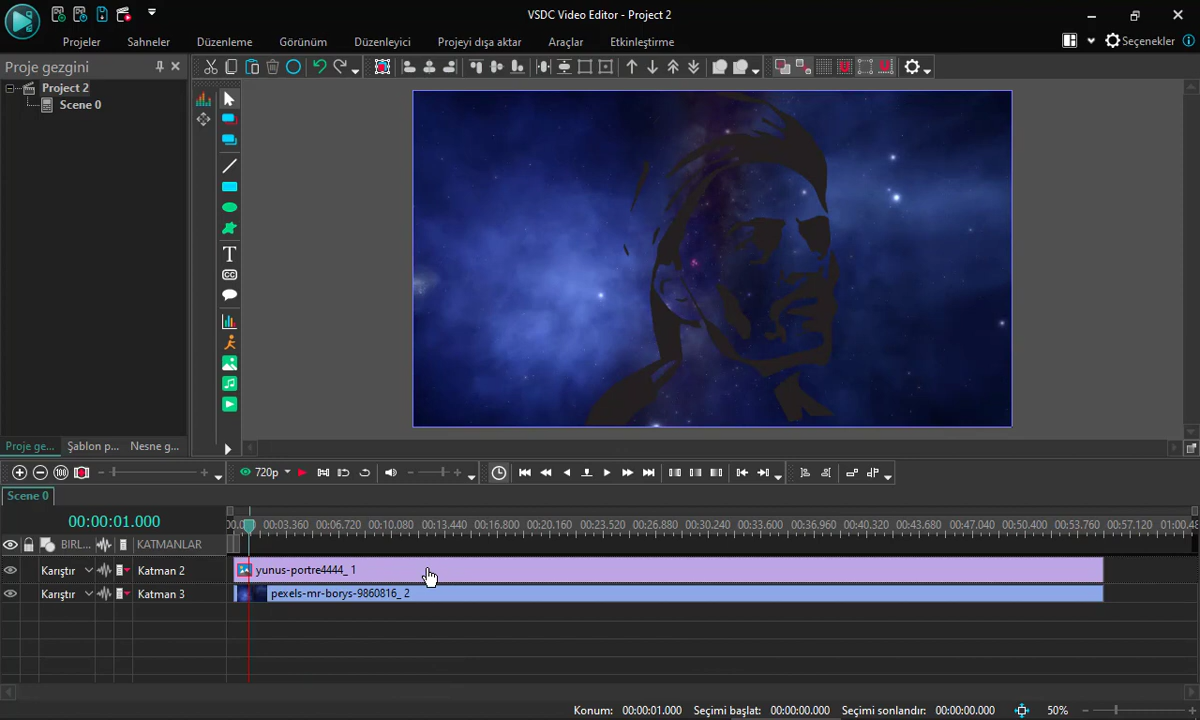 VSDC Video Editor - Project 2
Projeler Sahneler Düzenleme Görünüm Düzenleyici Projeyi dışa aktar Araçlar Etkinleştirme
Seçenekler
Proje gezgini
Project 2
Scene 0
T
CC
Proje ge... Şablon p... Nesne g...
720p
Scene 0
00:00:01.000
00:03.360 00:06.720 00:10.080 00:13.440 00:16.800 00:20.160 00:23.520 00:26.880 00:30.240 00:33.600 00:36.960 00:40.320 00:43.680 00:47.040 00:50.400 00:53.760 00:57.120 01:00.48
BIRL... KATMANLAR
Karıştır Katman 2 yunus-portre4444_ 1
Karıştır Katman 3 pexels-mr-borys-9860816_ 2
Konum: 00:00:01.000 Seçimi başlat: 00:00:00.000 Seçimi sonlandır: 00:00:00.000 50%